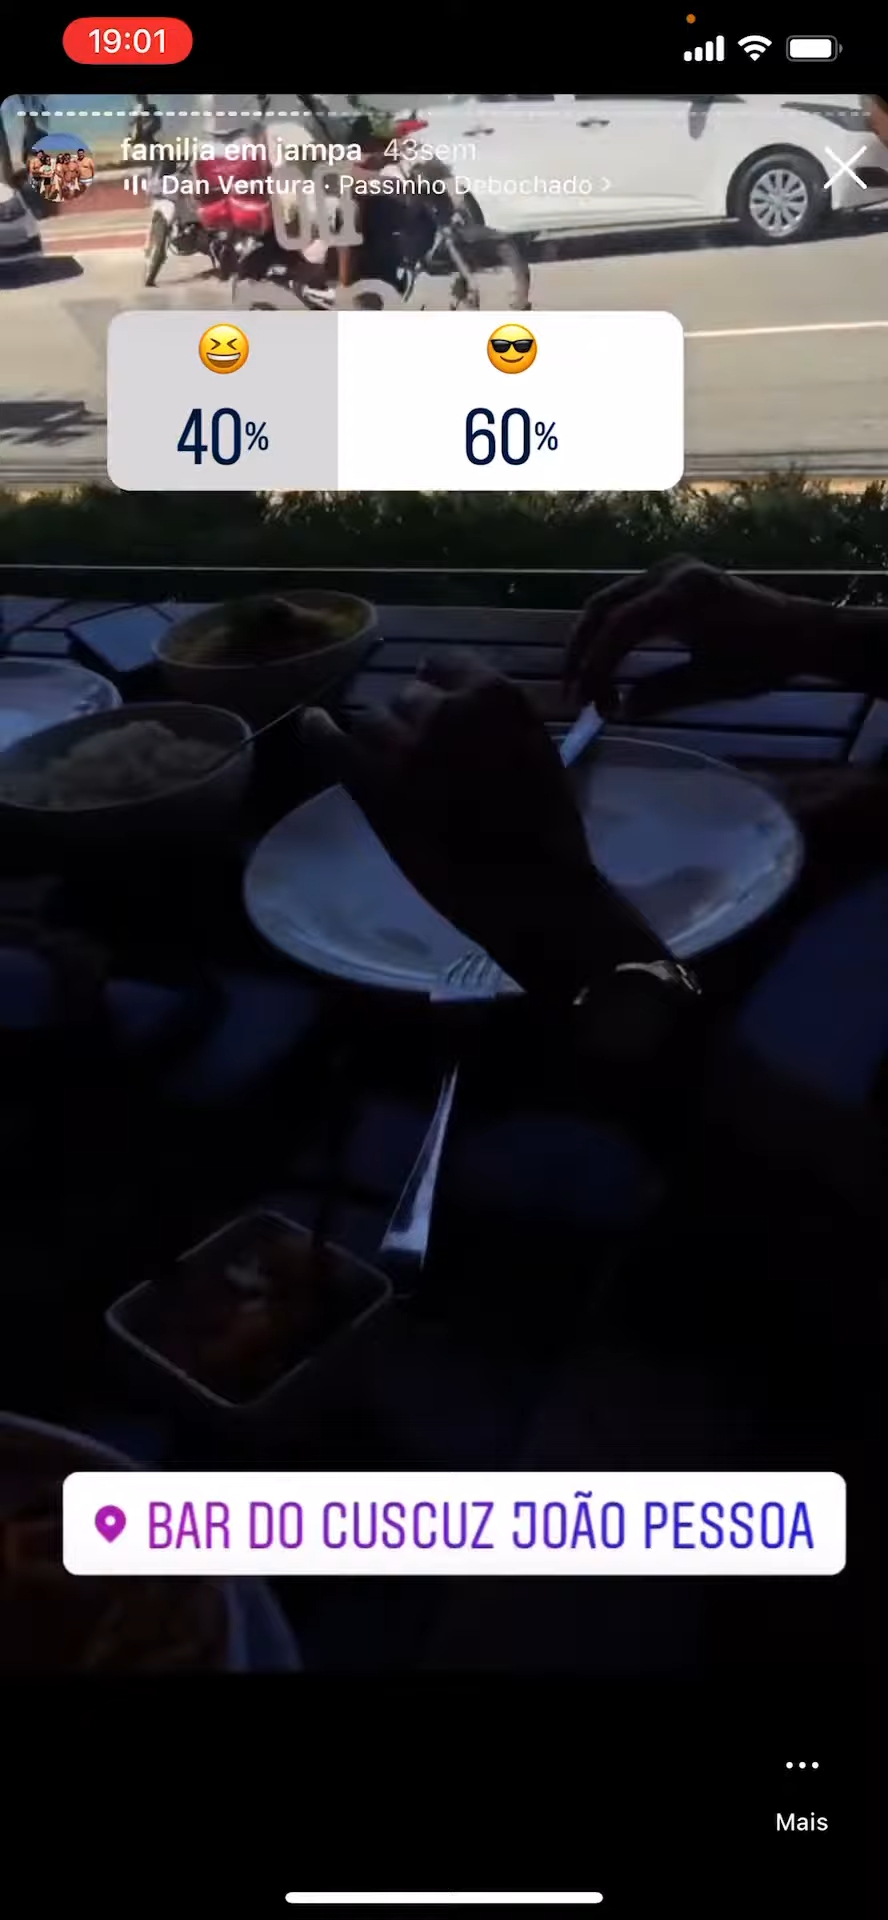 19:01
familia em jampa 43sem
Dan Ventura · Passinho Debochado >
40%
60%
BAR DO CUSCUZ JOÃO PESSOA
Mais